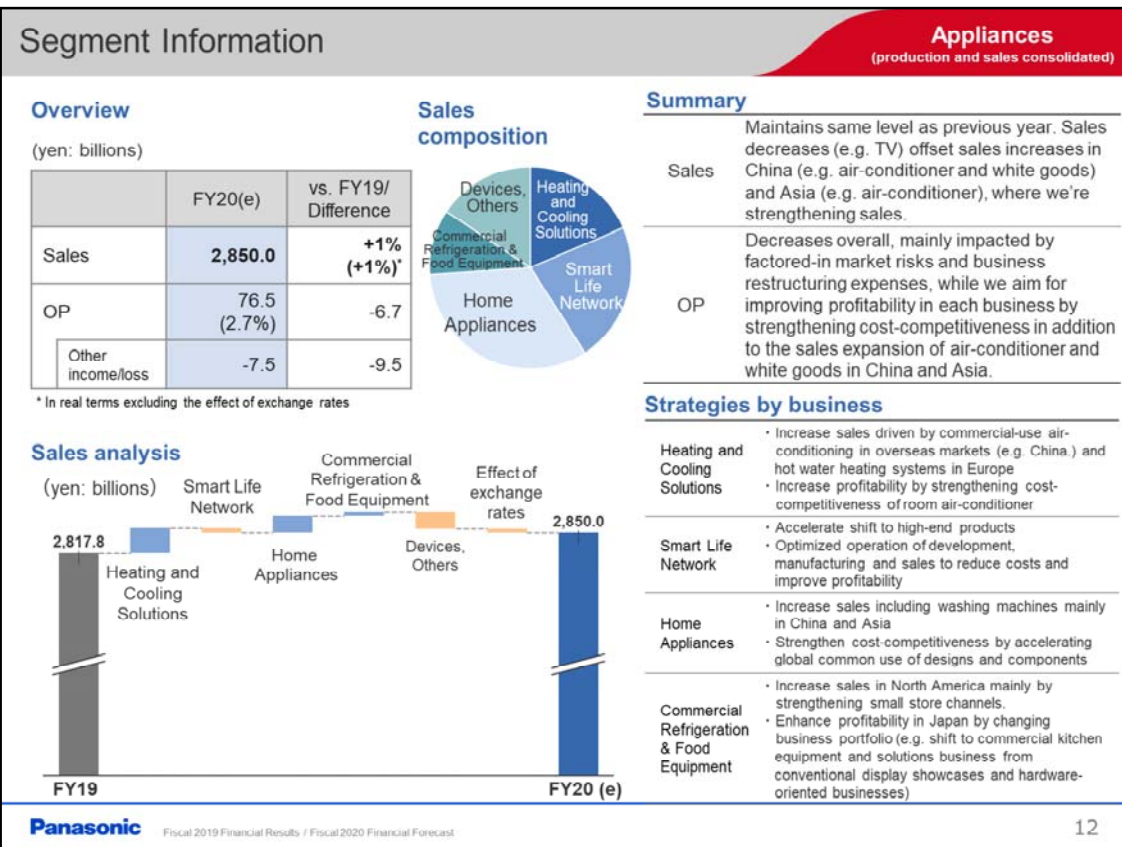 Segment Information
Appliances
(production and sales consolidated)
Overview
(yen: billions)
FY20(e)
vs. FY19/
Difference
Sales
2,850.0
+1%
(+1%)*
OP
76.5
(2.7%)
-6.7
Other
income/loss
-7.5
-9.5
* In real terms excluding the effect of exchange rates
Sales
composition
Devices,
Others
Heating
and
Cooling
Solutions
Commercial
Refrigeration &
Food Equipment
Smart
Life
Network
Home
Appliances
Sales analysis
(yen: billions)
2,817.8
Heating and
Cooling
Solutions
Smart Life
Network
Home
Appliances
Commercial
Refrigeration &
Food Equipment
Devices,
Others
Effect of
exchange
rates
2,850.0
FY19
FY20 (e)
Summary
Sales
Maintains same level as previous year. Sales
decreases (e.g. TV) offset sales increases in
China (e.g. air-conditioner and white goods)
and Asia (e.g. air-conditioner), where we're
strengthening sales.
OP
Decreases overall, mainly impacted by
factored-in market risks and business
restructuring expenses, while we aim for
improving profitability in each business by
strengthening cost-competitiveness in addition
to the sales expansion of air-conditioner and
white goods in China and Asia.
Strategies by business
Heating and
Cooling
Solutions
・Increase sales driven by commercial-use air-
conditioning in overseas markets (e.g. China.) and
hot water heating systems in Europe
・Increase profitability by strengthening cost-
competitiveness of room air-conditioner
Smart Life
Network
・Accelerate shift to high-end products
・Optimized operation of development,
manufacturing and sales to reduce costs and
improve profitability
Home
Appliances
・Increase sales including washing machines mainly
in China and Asia
・Strengthen cost-competitiveness by accelerating
global common use of designs and components
Commercial
Refrigeration
& Food
Equipment
・Increase sales in North America mainly by
strengthening small store channels.
・Enhance profitability in Japan by changing
business portfolio (e.g. shift to commercial kitchen
equipment and solutions business from
conventional display showcases and hardware-
oriented businesses)
Panasonic
Fiscal 2019 Financial Results / Fiscal 2020 Financial Forecast
12